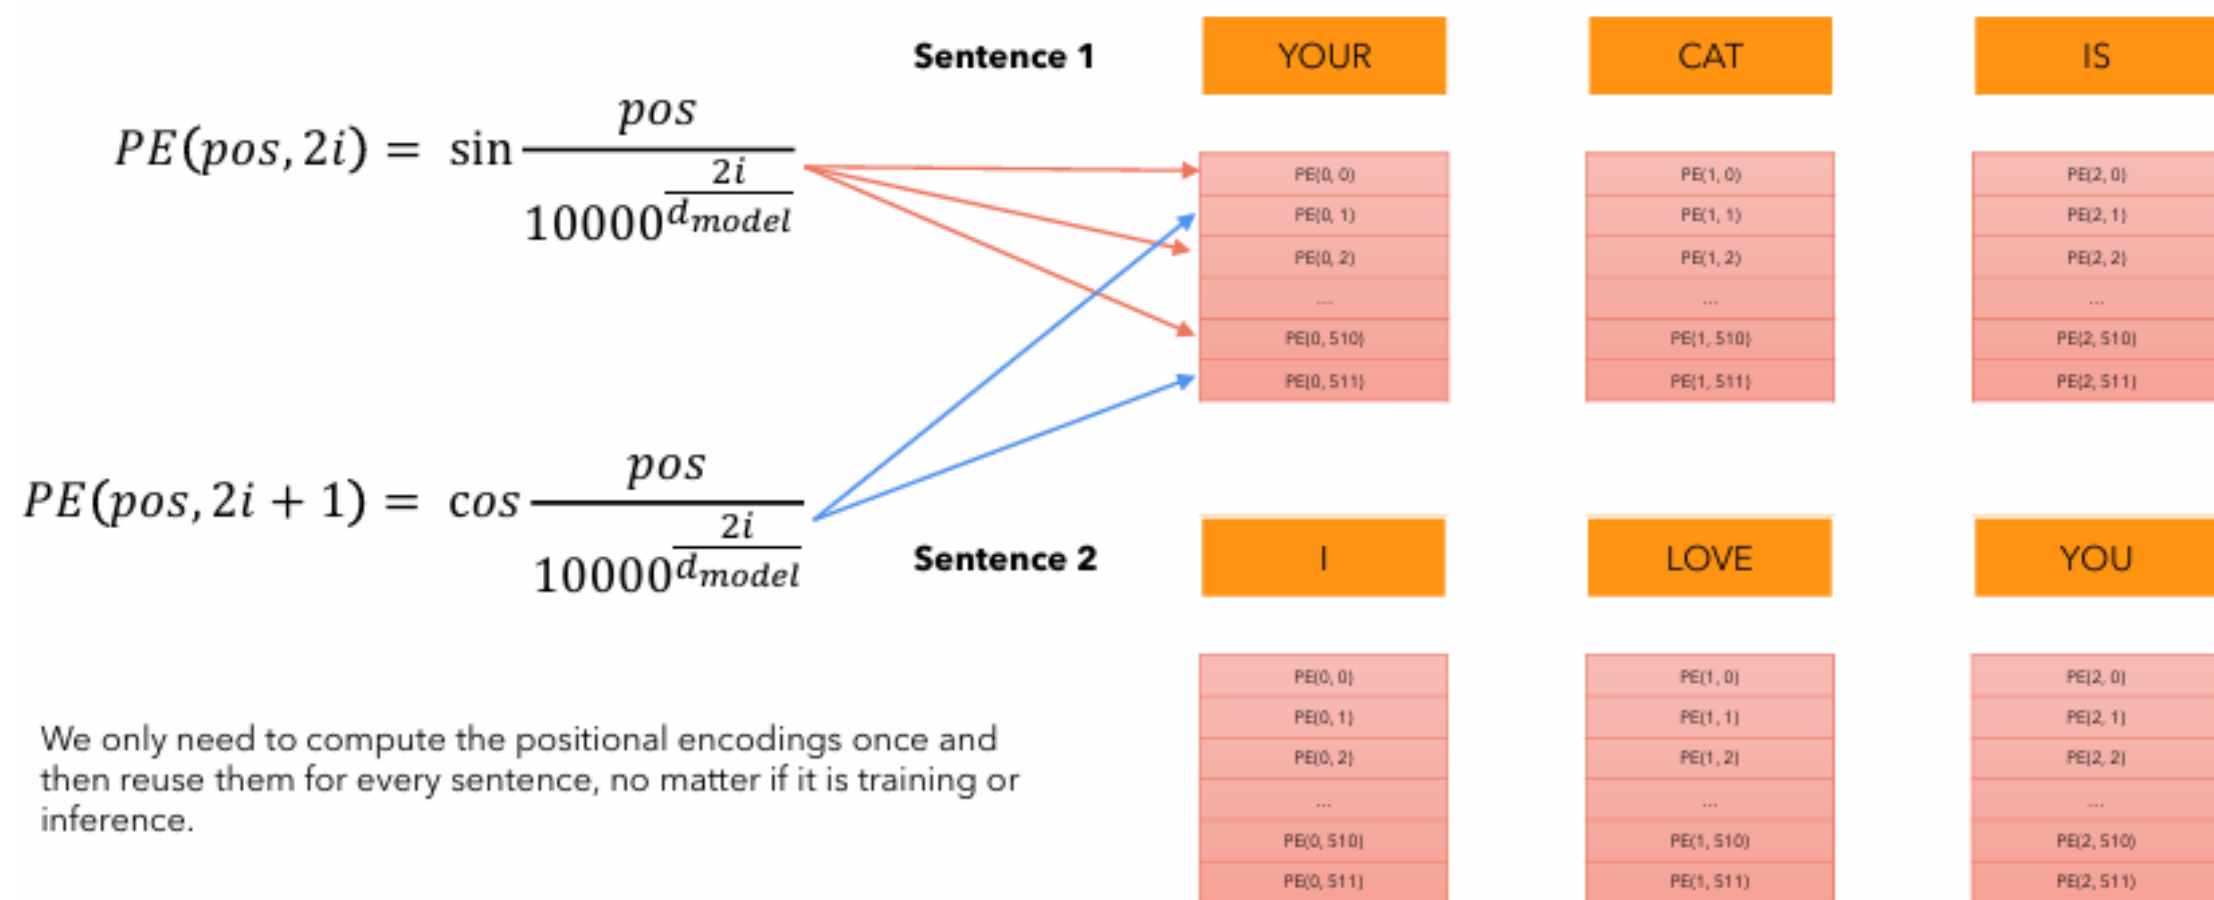 Sentence 1
YOUR CAT IS
PE(pos, 2i) = sin pos / 10000^(2i / d_model)
PE(0, 0) PE(1, 0) PE(2, 0)
PE(0, 1) PE(1, 1) PE(2, 1)
PE(0, 2) PE(1, 2) PE(2, 2)
.... ... ...
PE(0, 510) PE(1, 510) PE(2, 510)
PE(0, 511) PE(1, 511) PE(2, 511)
PE(pos, 2i + 1) = cos pos / 10000^(2i / d_model)
Sentence 2
I LOVE YOU
PE(0, 0) PE(1, 0) PE(2, 0)
PE(0, 1) PE(1, 1) PE(2, 1)
PE(0, 2) PE(1, 2) PE(2, 2)
... ... ...
PE(0, 510) PE(1, 510) PE(2, 510)
PE(0, 511) PE(1, 511) PE(2, 511)
We only need to compute the positional encodings once and
then reuse them for every sentence, no matter if it is training or
inference.